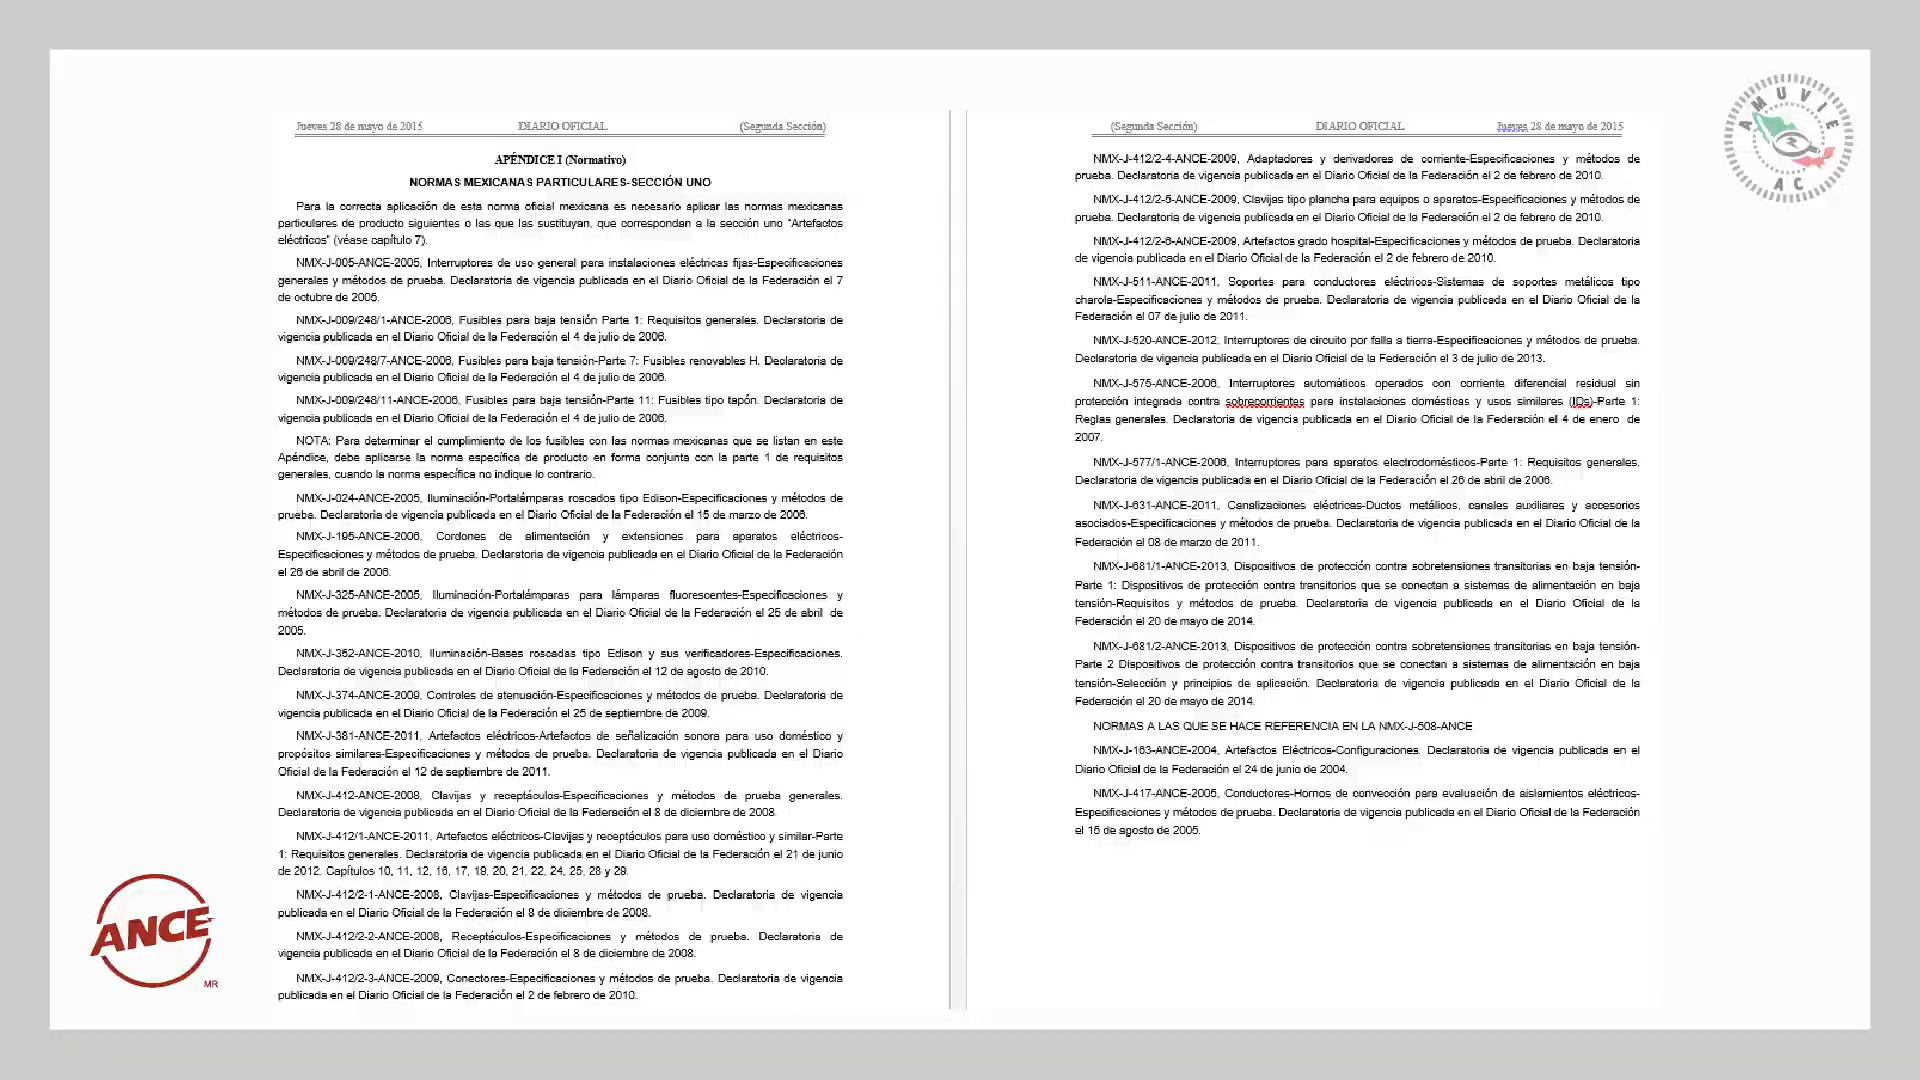 Jueves 28 de mayo de 2015 DIARIO OFICIAL (Segunda Sección)
APÉNDICE I (Normativo)
NORMAS MEXICANAS PARTICULARES-SECCIÓN UNO
Para la correcta aplicación de esta norma oficial mexicana es necesario aplicar las normas mexicanas
particulares de producto siguientes o las que las sustituyan, que correspondan a la sección uno "Artefactos
eléctricos" (véase capítulo 7).
NMX-J-005-ANCE-2005, Interruptores de uso general para instalaciones eléctricas fijas-Especificaciones
generales y métodos de prueba. Declaratoria de vigencia publicada en el Diario Oficial de la Federación el 7
de octubre de 2005.
NMX-J-009/248/1-ANCE-2006, Fusibles para baja tensión Parte 1: Requisitos generales. Declaratoria de
vigencia publicada en el Diario Oficial de la Federación el 4 de julio de 2006.
NMX-J-009/248/7-ANCE-2006, Fusibles para baja tensión-Parte 7: Fusibles renovables H. Declaratoria de
vigencia publicada en el Diario Oficial de la Federación el 4 de julio de 2006.
NMX-J-009/248/11-ANCE-2006, Fusibles para baja tensión-Parte 11: Fusibles tipo tapón. Declaratoria de
vigencia publicada en el Diario Oficial de la Federación el 4 de julio de 2006.
NOTA: Para determinar el cumplimiento de los fusibles con las normas mexicanas que se listan en este
Apéndice, debe aplicarse la norma específica de producto en forma conjunta con la parte 1 de requisitos
generales, cuando la norma específica no indique lo contrario.
NMX-J-024-ANCE-2005, Iluminación-Portalámparas roscados tipo Edison-Especificaciones y métodos de
prueba. Declaratoria de vigencia publicada en el Diario Oficial de la Federación el 15 de marzo de 2006.
NMX-J-195-ANCE-2006, Cordones de alimentación y extensiones para aparatos eléctricos-
Especificaciones y métodos de prueba. Declaratoria de vigencia publicada en el Diario Oficial de la Federación
el 26 de abril de 2006.
NMX-J-325-ANCE-2005, Iluminación-Portalámparas para lámparas fluorescentes-Especificaciones y
métodos de prueba. Declaratoria de vigencia publicada en el Diario Oficial de la Federación el 25 de abril de
2005.
NMX-J-352-ANCE-2010, Iluminación-Bases roscadas tipo Edison y sus verificadores-Especificaciones.
Declaratoria de vigencia publicada en el Diario Oficial de la Federación el 12 de agosto de 2010.
NMX-J-374-ANCE-2009, Controles de atenuación-Especificaciones y métodos de prueba. Declaratoria de
vigencia publicada en el Diario Oficial de la Federación el 25 de septiembre de 2009.
NMX-J-381-ANCE-2011, Artefactos eléctricos-Artefactos de señalización sonora para uso doméstico y
propósitos similares-Especificaciones y métodos de prueba. Declaratoria de vigencia publicada en el Diario
Oficial de la Federación el 12 de septiembre de 2011.
NMX-J-412-ANCE-2008, Clavijas y receptáculos-Especificaciones y métodos de prueba generales.
Declaratoria de vigencia publicada en el Diario Oficial de la Federación el 8 de diciembre de 2008.
NMX-J-412/1-ANCE-2011, Artefactos eléctricos-Clavijas y receptáculos para uso doméstico y similar-Parte
1: Requisitos generales. Declaratoria de vigencia publicada en el Diario Oficial de la Federación el 21 de junio
de 2012. Capítulos 10, 11, 12, 16, 17, 19, 20, 21, 22, 24, 25, 28 y 29.
NMX-J-412/2-1-ANCE-2008, Clavijas-Especificaciones y métodos de prueba. Declaratoria de vigencia
publicada en el Diario Oficial de la Federación el 8 de diciembre de 2008.
NMX-J-412/2-2-ANCE-2008, Receptáculos-Especificaciones y métodos de prueba. Declaratoria de
vigencia publicada en el Diario Oficial de la Federación el 8 de diciembre de 2008.
NMX-J-412/2-3-ANCE-2009, Conectores-Especificaciones y métodos de prueba. Declaratoria de vigencia
publicada en el Diario Oficial de la Federación el 2 de febrero de 2010.
(Segunda Sección) DIARIO OFICIAL Jueves 28 de mayo de 2015
NMX-J-412/2-4-ANCE-2009, Adaptadores y derivadores de corriente-Especificaciones y métodos de
prueba. Declaratoria de vigencia publicada en el Diario Oficial de la Federación el 2 de febrero de 2010.
NMX-J-412/2-5-ANCE-2009, Clavijas tipo plancha para equipos o aparatos-Especificaciones y métodos de
prueba. Declaratoria de vigencia publicada en el Diario Oficial de la Federación el 2 de febrero de 2010.
NMX-J-412/2-6-ANCE-2009, Artefactos grado hospital-Especificaciones y métodos de prueba. Declaratoria
de vigencia publicada en el Diario Oficial de la Federación el 2 de febrero de 2010.
NMX-J-511-ANCE-2011, Soportes para conductores eléctricos-Sistemas de soportes metálicos tipo
charola-Especificaciones y métodos de prueba. Declaratoria de vigencia publicada en el Diario Oficial de la
Federación el 07 de julio de 2011.
NMX-J-520-ANCE-2012, Interruptores de circuito por falla a tierra-Especificaciones y métodos de prueba.
Declaratoria de vigencia publicada en el Diario Oficial de la Federación el 3 de julio de 2013.
NMX-J-575-ANCE-2006, Interruptores automáticos operados con corriente diferencial residual sin
protección integrada contra sobrecorrientes para instalaciones domésticas y usos similares (IDs)-Parte 1:
Reglas generales. Declaratoria de vigencia publicada en el Diario Oficial de la Federación el 4 de enero de
2007.
NMX-J-577/1-ANCE-2006, Interruptores para aparatos electrodomésticos-Parte 1: Requisitos generales.
Declaratoria de vigencia publicada en el Diario Oficial de la Federación el 26 de abril de 2006.
NMX-J-631-ANCE-2011, Canalizaciones eléctricas-Ductos metálicos, canales auxiliares y accesorios
asociados-Especificaciones y métodos de prueba. Declaratoria de vigencia publicada en el Diario Oficial de la
Federación el 08 de marzo de 2011.
NMX-J-681/1-ANCE-2013, Dispositivos de protección contra sobretensiones transitorias en baja tensión-
Parte 1: Dispositivos de protección contra transitorios que se conectan a sistemas de alimentación en baja
tensión-Requisitos y métodos de prueba. Declaratoria de vigencia publicada en el Diario Oficial de la
Federación el 20 de mayo de 2014.
NMX-J-681/2-ANCE-2013, Dispositivos de protección contra sobretensiones transitorias en baja tensión-
Parte 2 Dispositivos de protección contra transitorios que se conectan a sistemas de alimentación en baja
tensión-Selección y principios de aplicación. Declaratoria de vigencia publicada en el Diario Oficial de la
Federación el 20 de mayo de 2014.
NORMAS A LAS QUE SE HACE REFERENCIA EN LA NMX-J-508-ANCE
NMX-J-163-ANCE-2004, Artefactos Eléctricos-Configuraciones. Declaratoria de vigencia publicada en el
Diario Oficial de la Federación el 24 de junio de 2004.
NMX-J-417-ANCE-2005, Conductores-Hornos de convección para evaluación de aislamientos eléctricos-
Especificaciones y métodos de prueba. Declaratoria de vigencia publicada en el Diario Oficial de la Federación
el 15 de agosto de 2005.
AMUVIE AC
ANCE
MR